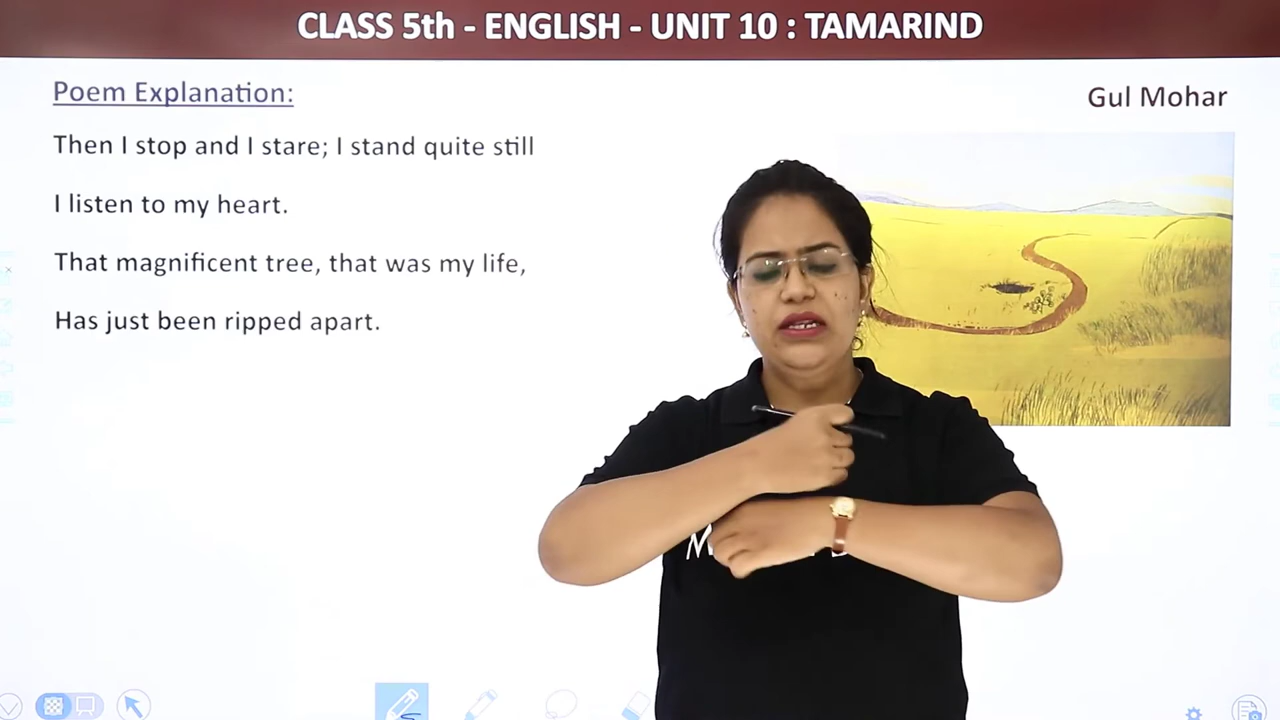 CLASS 5th - ENGLISH - UNIT 10 : TAMARIND
Poem Explanation:
Gul Mohar
Then I stop and I stare; I stand quite still
I listen to my heart.
That magnificent tree, that was my life,
Has just been ripped apart.